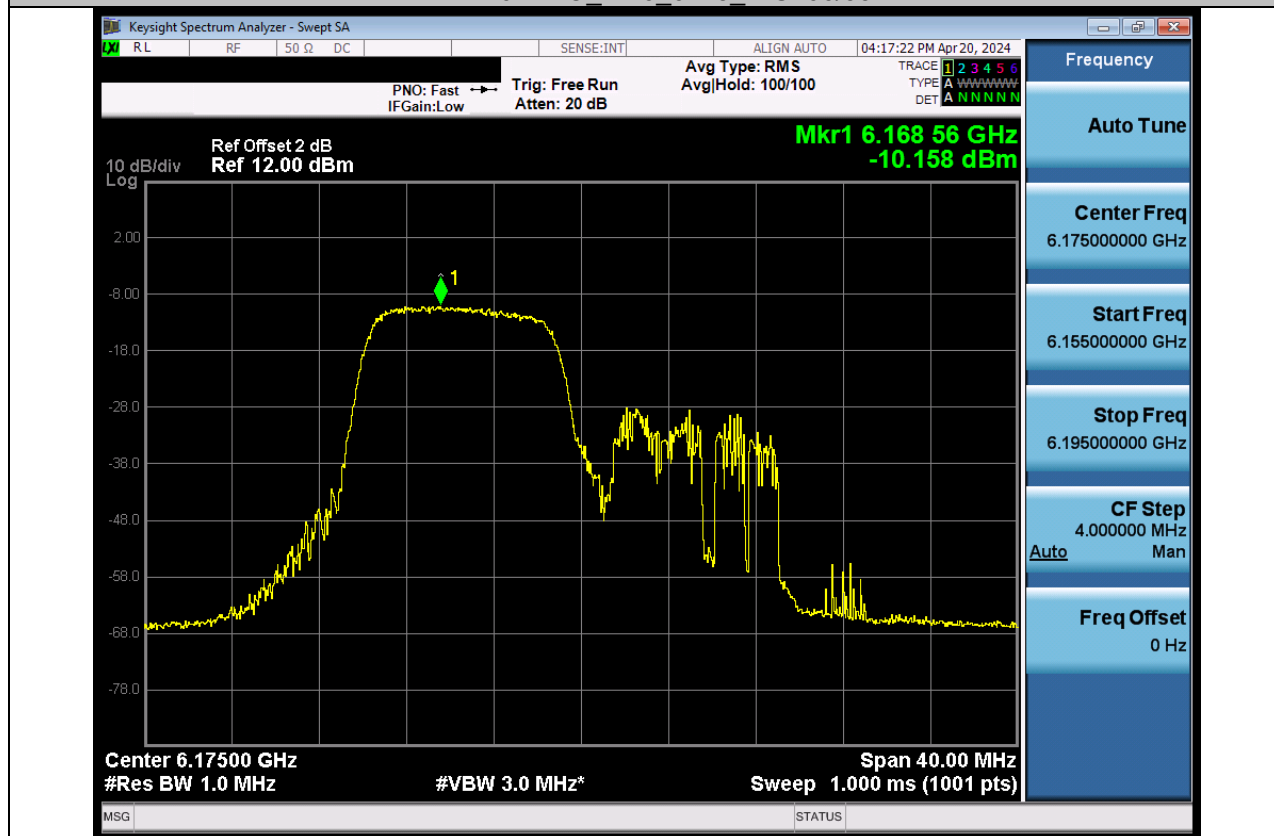 Keysight Spectrum Analyzer - Swept SA
LXI RL RF 50 Ω DC SENSE:INT ALIGN AUTO 04:17:22 PM Apr 20, 2024
PNO: Fast
IFGain:Low
Trig: Free Run
Atten: 20 dB
Avg Type: RMS
Avg|Hold: 100/100
TRACE 1 2 3 4 5 6
TYPE A WWWWW
DET A N N N N N
Mkr1 6.168 56 GHz
-10.158 dBm
Ref Offset 2 dB
10 dB/div Ref 12.00 dBm
Log
1
2.00
-8.00
-18.0
-28.0
-38.0
-48.0
-58.0
-68.0
-78.0
Center 6.17500 GHz Span 40.00 MHz
#Res BW 1.0 MHz #VBW 3.0 MHz* Sweep 1.000 ms (1001 pts)
MSG STATUS
Frequency
Auto Tune
Center Freq
6.175000000 GHz
Start Freq
6.155000000 GHz
Stop Freq
6.195000000 GHz
CF Step
4.000000 MHz
Auto Man
Freq Offset
0 Hz